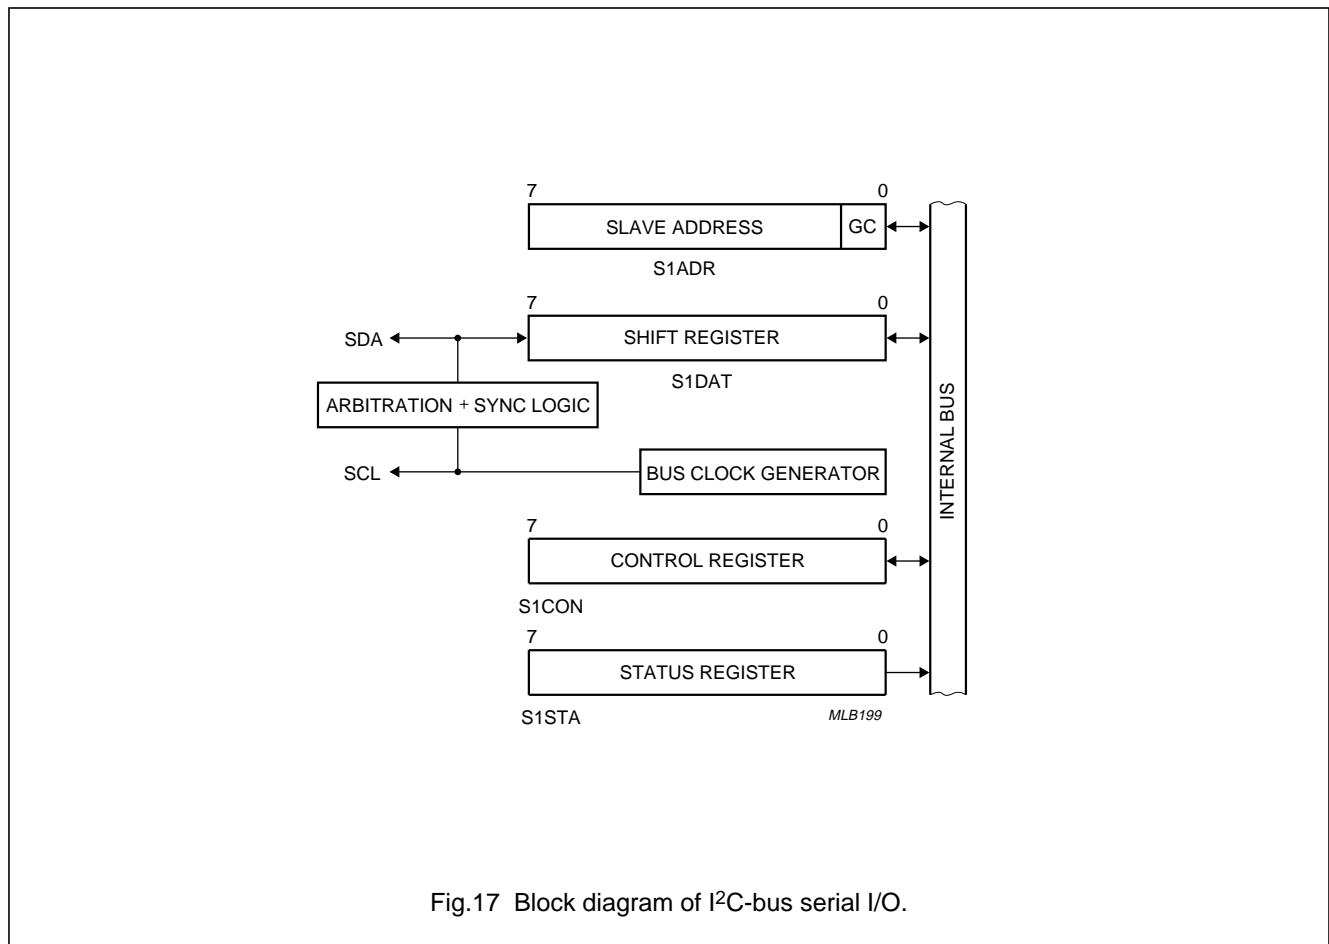 7 0
SLAVE ADDRESS GC
S1ADR
7 0
SDA SHIFT REGISTER
S1DAT
ARBITRATION + SYNC LOGIC
SCL BUS CLOCK GENERATOR
INTERNAL BUS
7 0
CONTROL REGISTER
S1CON
7 0
STATUS REGISTER
S1STA MLB199
Fig.17 Block diagram of I²C-bus serial I/O.